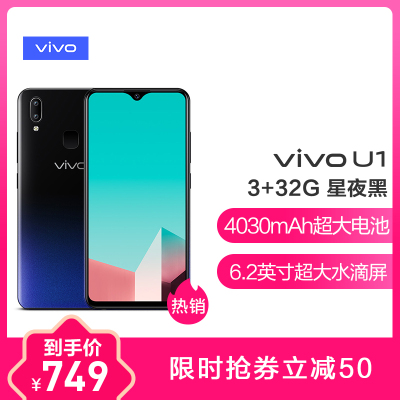 vivo
vivo
vivo U1
3+32G 星夜黑
4030mAh超大电池
6.2英寸超大水滴屏
热销
到手价
¥749
限时抢券立减50